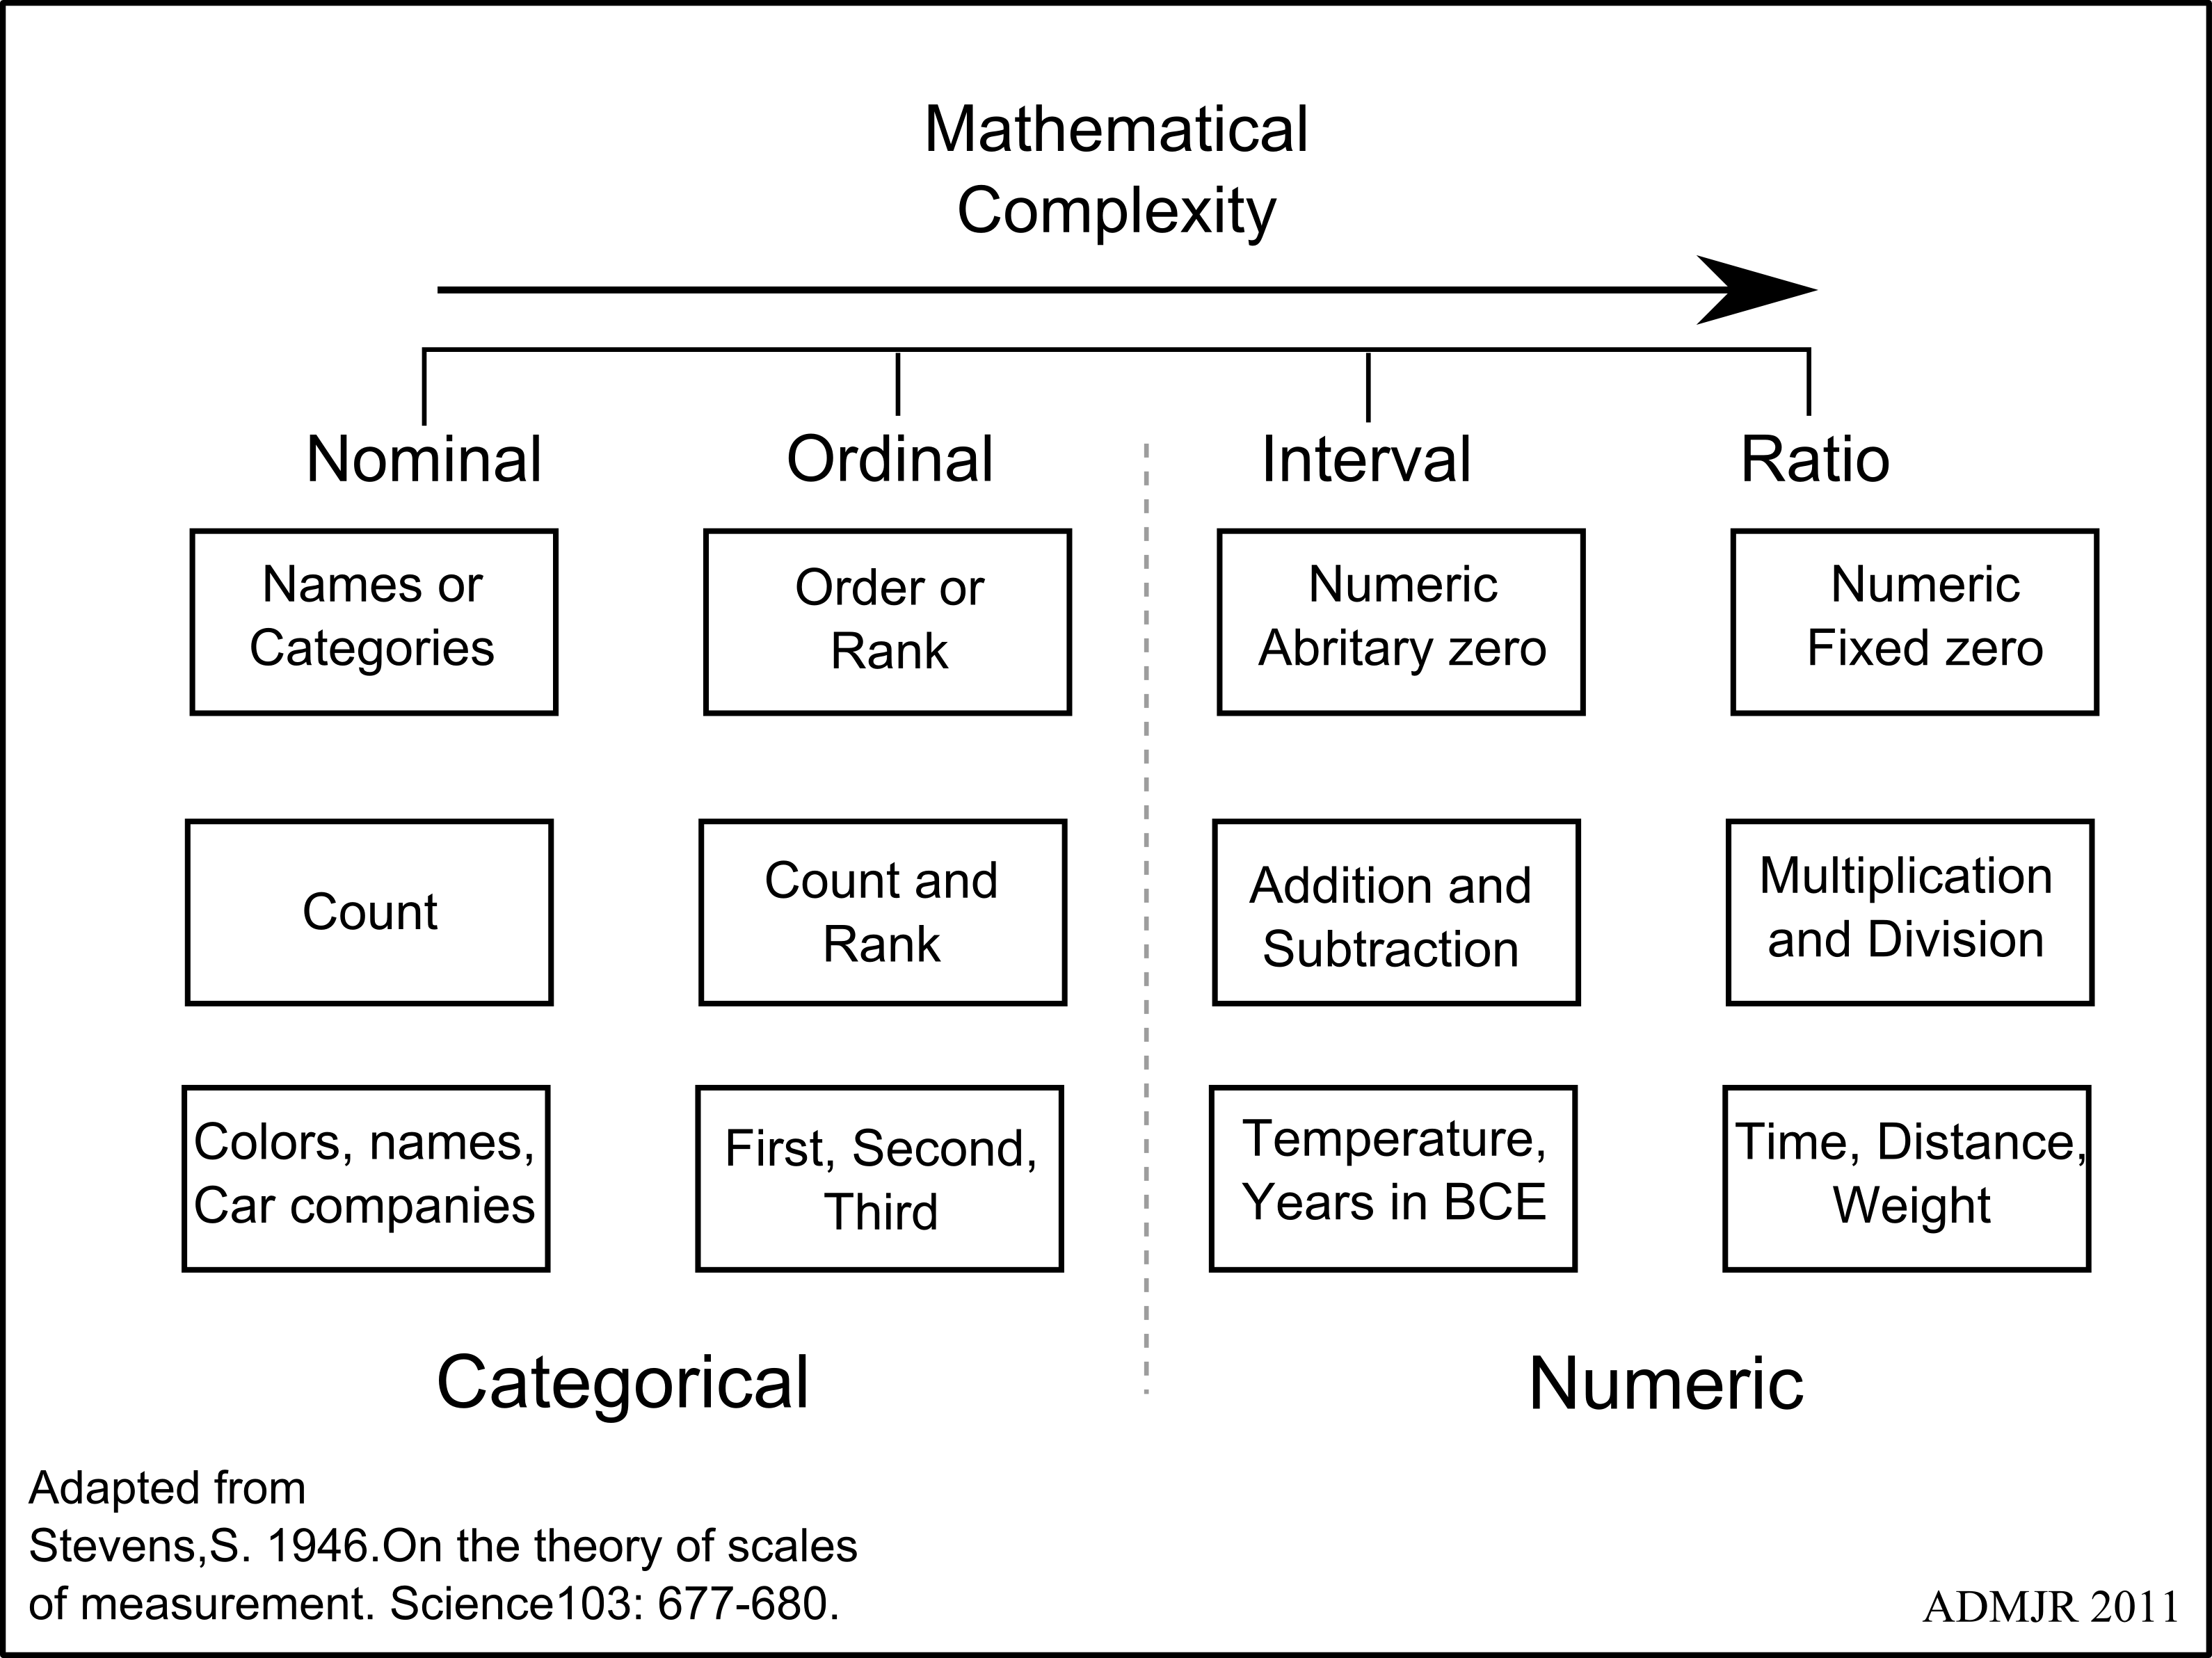 Mathematical
Complexity
Nominal
Ordinal
Interval
Ratio
Names or
Categories
Order or
Rank
Numeric
Abritary zero
Numeric
Fixed zero
Count
Count and
Rank
Addition and
Subtraction
Multiplication
and Division
Colors, names,
Car companies
First, Second,
Third
Temperature,
Years in BCE
Time, Distance,
Weight
Categorical
Numeric
Adapted from
Stevens,S. 1946.On the theory of scales
of measurement. Science103: 677-680.
ADMJR 2011